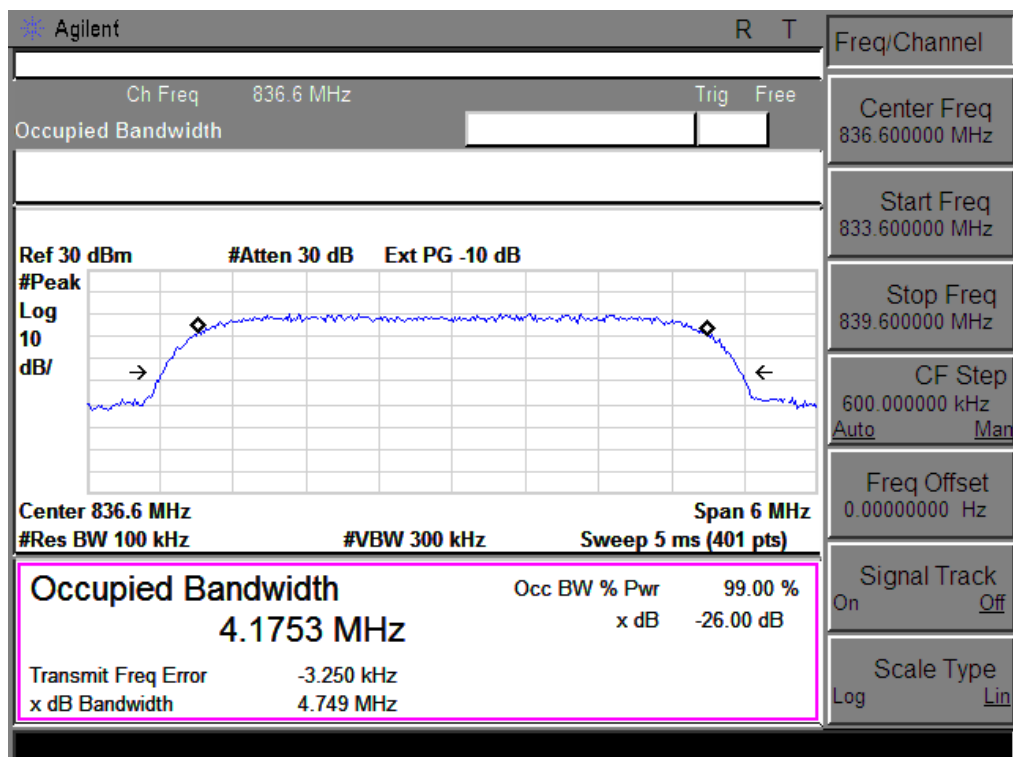 Agilent R T
Ch Freq 836.6 MHz Trig Free
Occupied Bandwidth
Ref 30 dBm #Atten 30 dB Ext PG -10 dB
#Peak
Log
10
dB/
Center 836.6 MHz Span 6 MHz
#Res BW 100 kHz #VBW 300 kHz Sweep 5 ms (401 pts)
Occupied Bandwidth Occ BW % Pwr 99.00 %
4.1753 MHz x dB -26.00 dB
Transmit Freq Error -3.250 kHz
x dB Bandwidth 4.749 MHz
Freq/Channel
Center Freq
836.600000 MHz
Start Freq
833.600000 MHz
Stop Freq
839.600000 MHz
CF Step
600.000000 kHz
Auto Man
Freq Offset
0.00000000 Hz
Signal Track
On Off
Scale Type
Log Lin